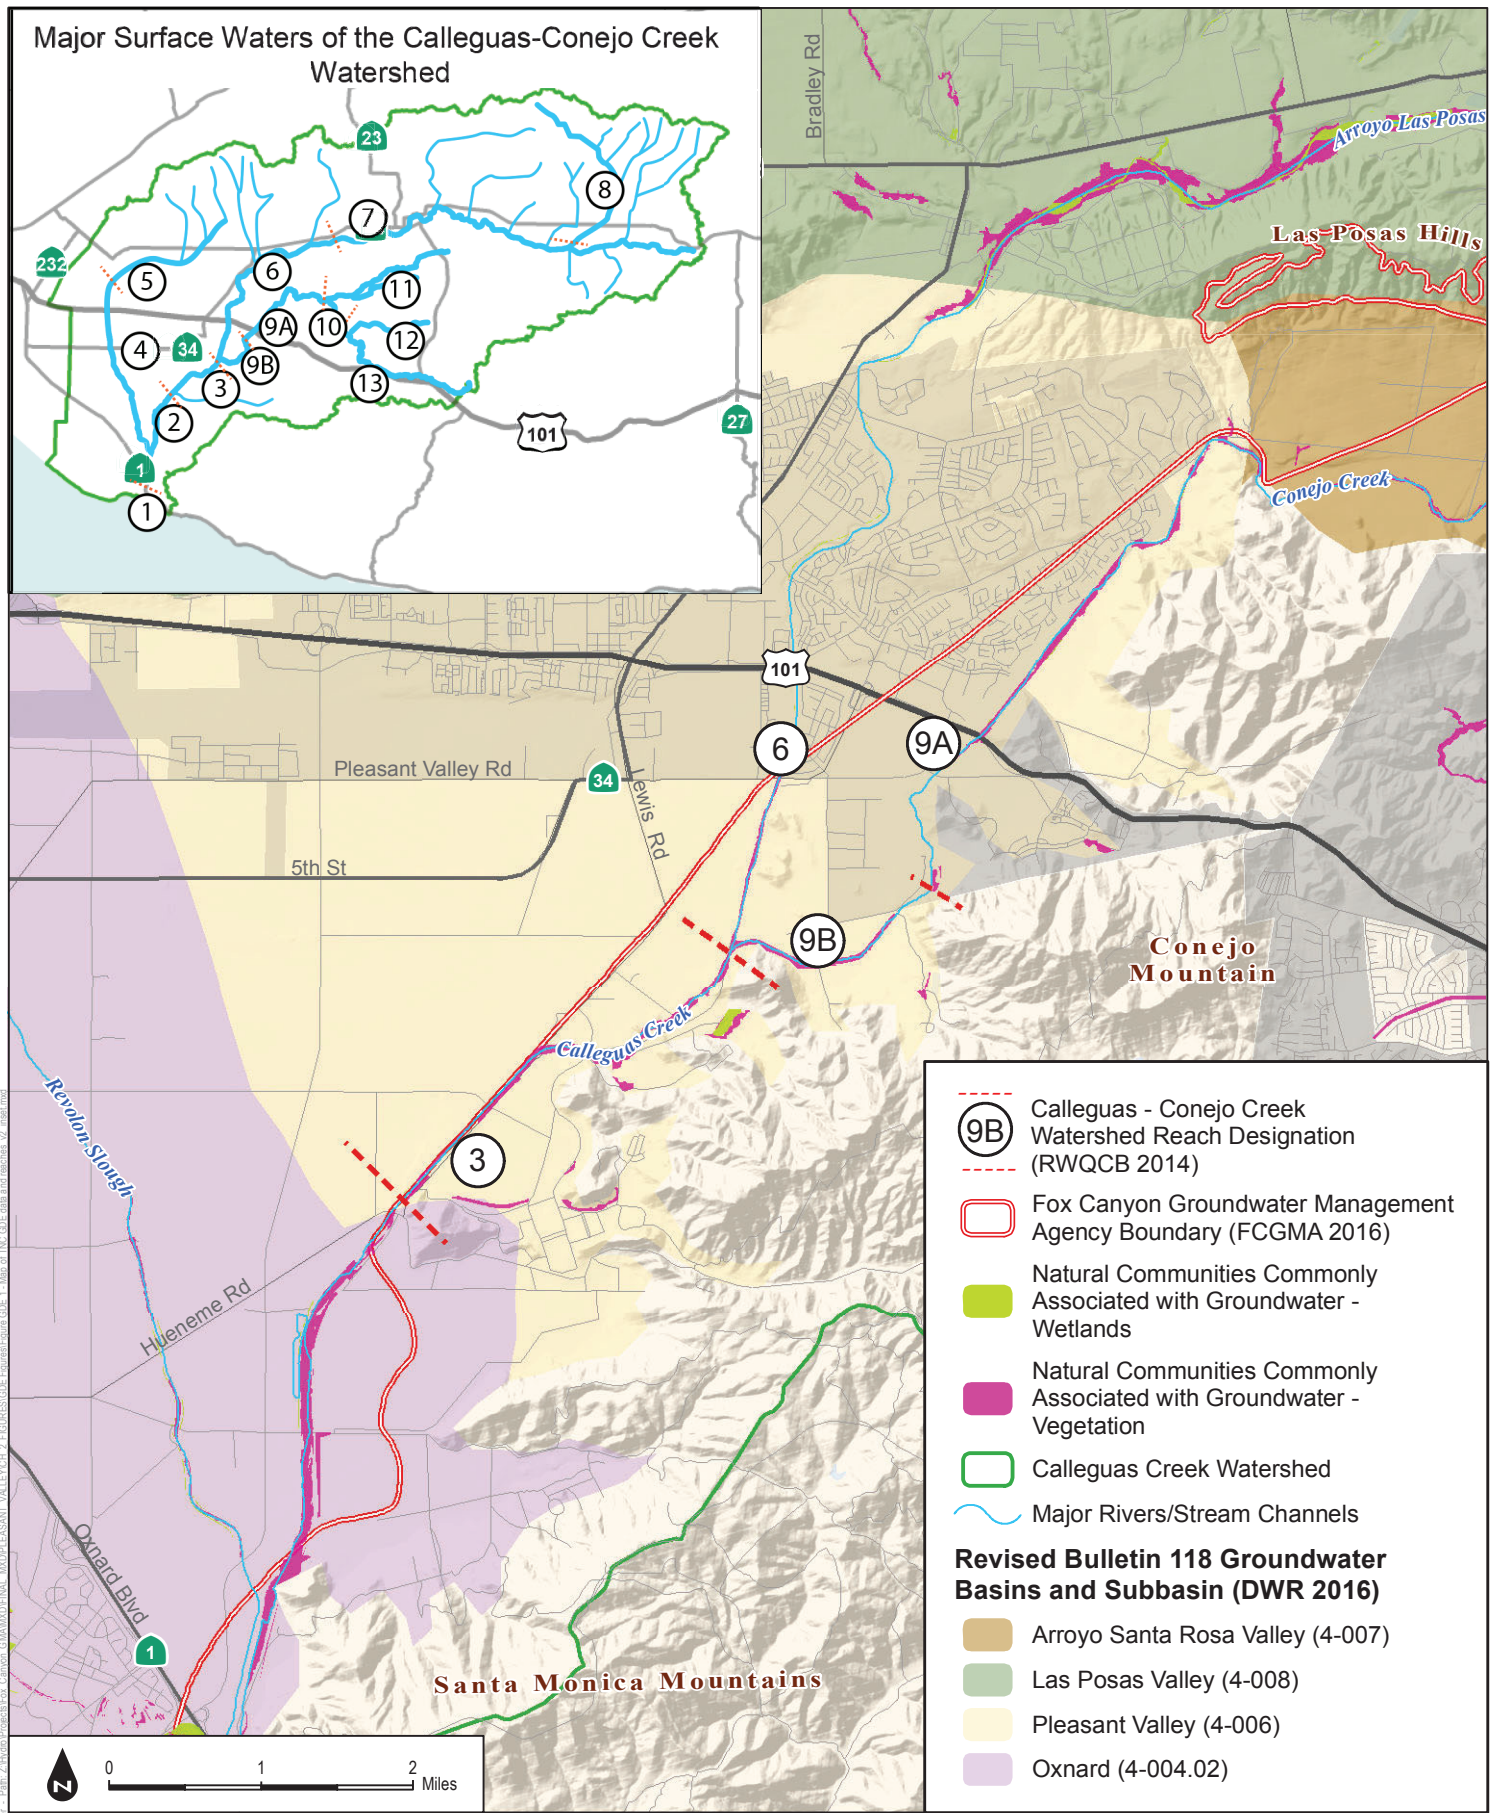 Major Surface Waters of the Calleguas-Conejo Creek
Watershed
23
8
7
232
5
6
11
9A
10
12
4
34
9B
3
13
2
101
27
1
1
Bradley Rd
Arroyo Las Posas
Las Posas Hills
Conejo Creek
101
6
9A
Pleasant Valley Rd
34
Lewis Rd
5th St
9B
Conejo
Mountain
Calleguas Creek
Revolon Slough
3
Hueneme Rd
Oxnard Blvd
1
Santa Monica Mountains
N
0 1 2
Miles
9B
Calleguas - Conejo Creek
Watershed Reach Designation
(RWQCB 2014)
Fox Canyon Groundwater Management
Agency Boundary (FCGMA 2016)
Natural Communities Commonly
Associated with Groundwater -
Wetlands
Natural Communities Commonly
Associated with Groundwater -
Vegetation
Calleguas Creek Watershed
Major Rivers/Stream Channels
Revised Bulletin 118 Groundwater
Basins and Subbasin (DWR 2016)
Arroyo Santa Rosa Valley (4-007)
Las Posas Valley (4-008)
Pleasant Valley (4-006)
Oxnard (4-004.02)